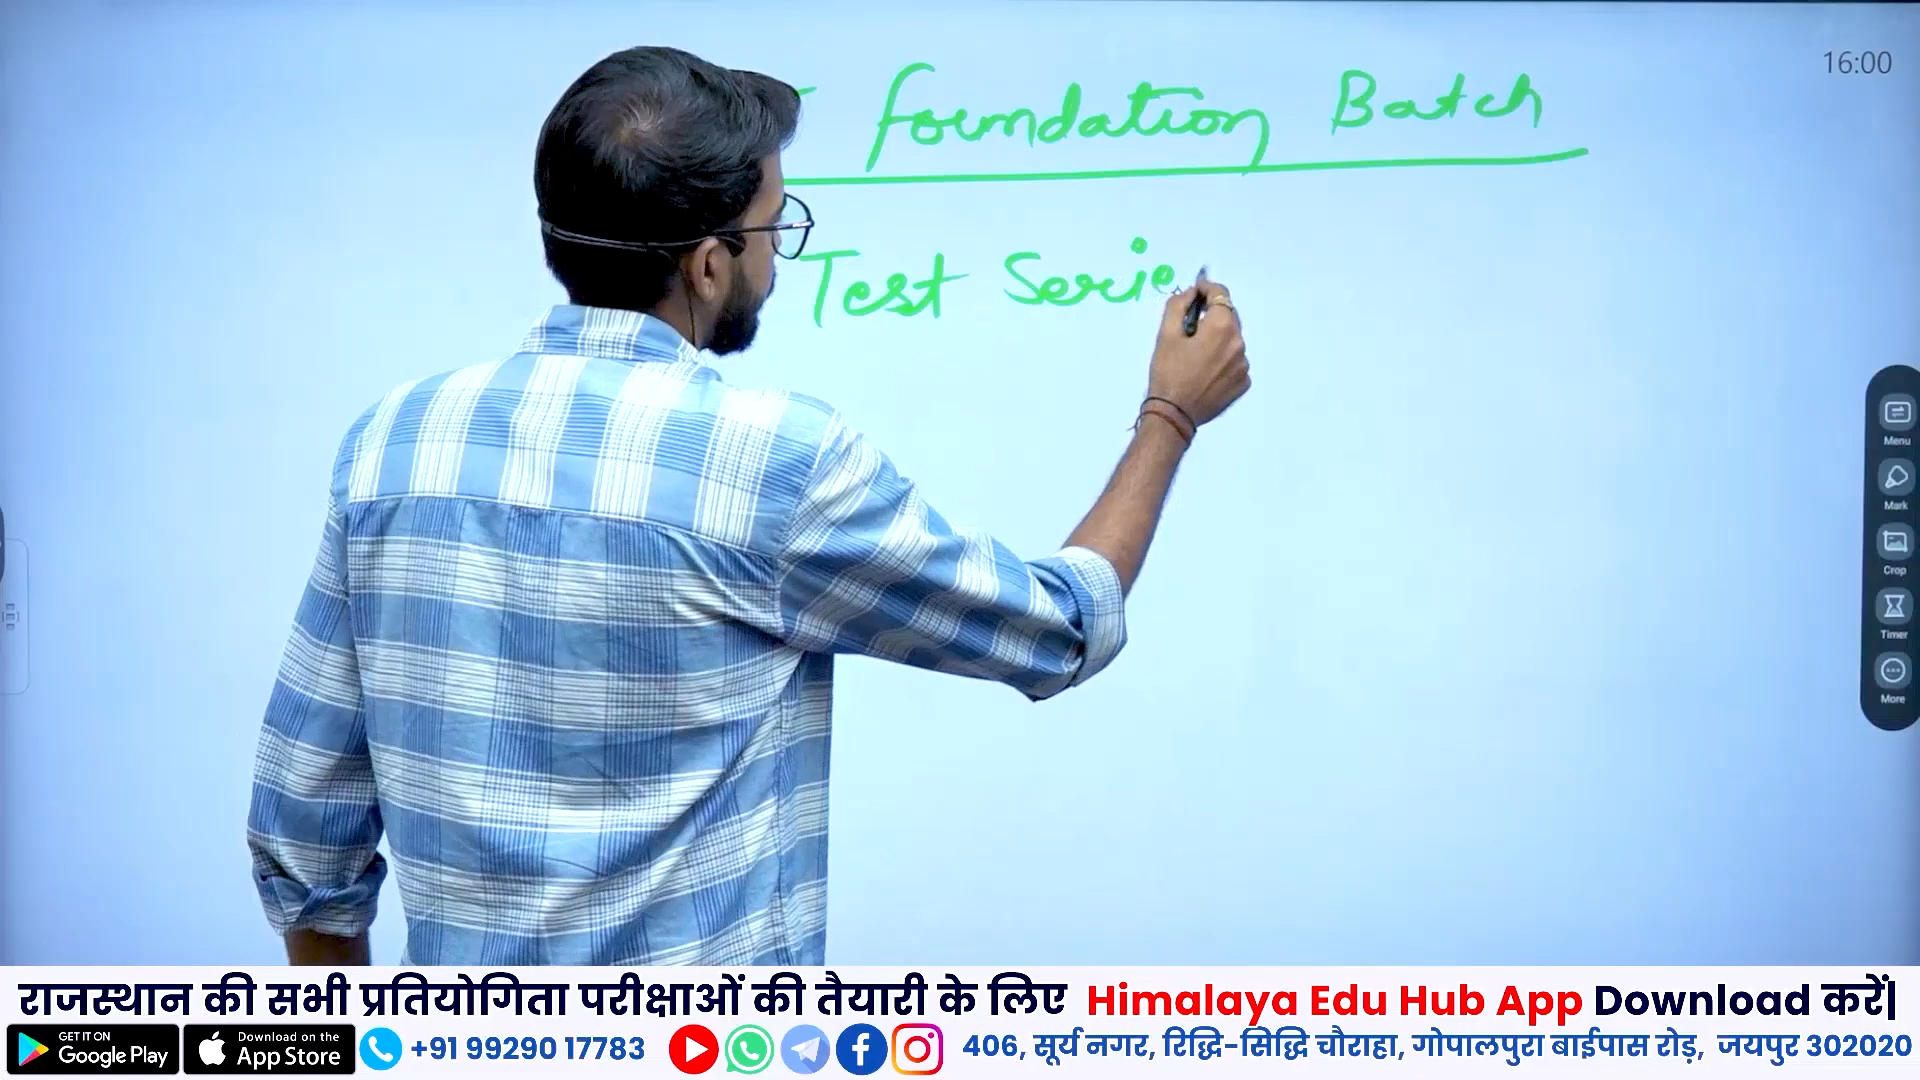 16:00
Foundation Batch
Test Serie
Menu
Mark
Crop
Timer
More
राजस्थान की सभी प्रतियोगिता परीक्षाओं की तैयारी के लिए Himalaya Edu Hub App Download करें|
GET IT ON
Google Play
Download on the
App Store
+91 99290 17783
406, सूर्य नगर, रिद्धि-सिद्धि चौराहा, गोपालपुरा बाईपास रोड़, जयपुर 302020